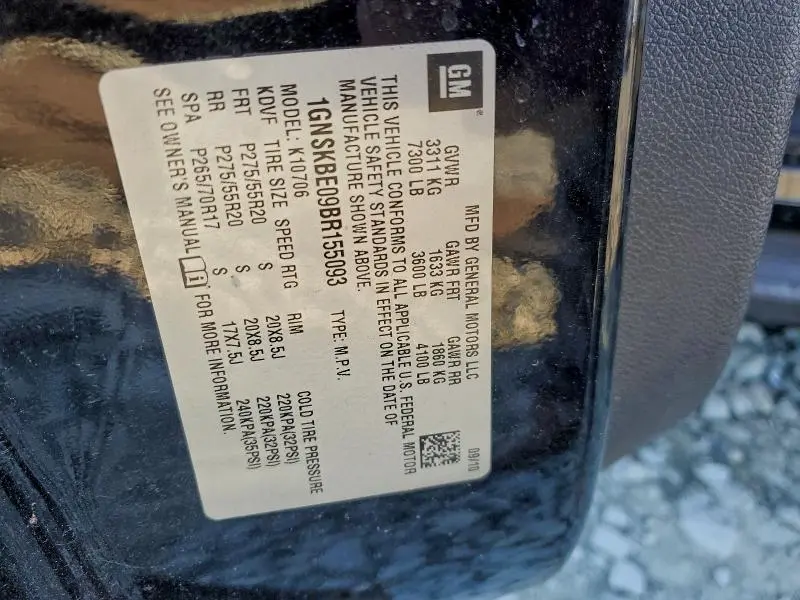 GM ®
MFD BY GENERAL MOTORS LLC 09/10
GVWR GAWR FRT GAWR RR
3311 KG 1633 KG 1860 KG
7300 LB 3600 LB 4100 LB
THIS VEHICLE CONFORMS TO ALL APPLICABLE U.S. FEDERAL MOTOR
VEHICLE SAFETY STANDARDS IN EFFECT ON THE DATE OF
MANUFACTURE SHOWN ABOVE.
1GNSKBE09BR155093 TYPE: M.P.V.
MODEL: K10706
KDVF TIRE SIZE SPEED RTG RIM COLD TIRE PRESSURE
FRT P275/55R20 S 20X8.5J 220KPA(32PSI)
RR P275/55R20 S 20X8.5J 220KPA(32PSI)
SPA P265/70R17 S 17X7.5J 240KPA(35PSI)
SEE OWNER'S MANUAL i FOR MORE INFORMATION.